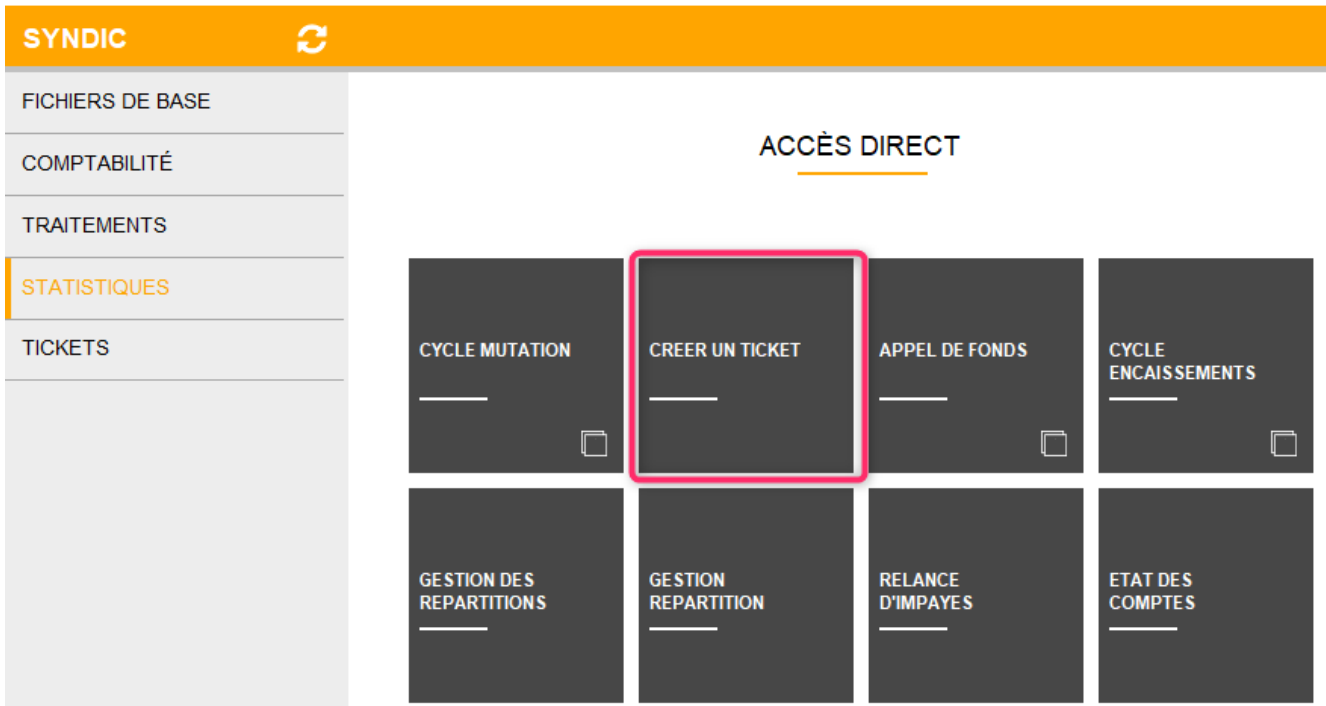 SYNDIC
FICHIERS DE BASE
COMPTABILITÉ
TRAITEMENTS
STATISTIQUES
TICKETS
ACCÈS DIRECT
CYCLE MUTATION
CREER UN TICKET
APPEL DE FONDS
CYCLE
ENCAISSEMENTS
GESTION DES
REPARTITIONS
GESTION
REPARTITION
RELANCE
D'IMPAYES
ETAT DES
COMPTES